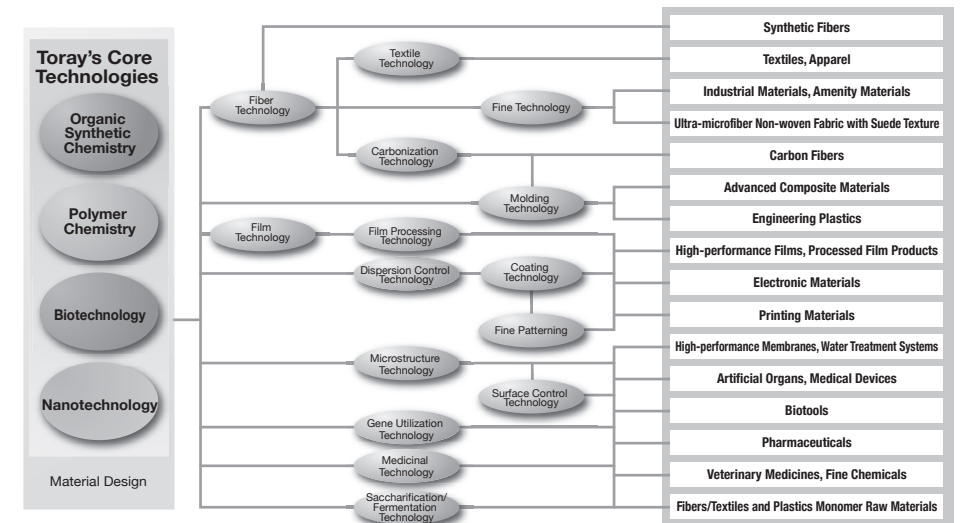 Toray's Core
Technologies
Organic
Synthetic
Chemistry
Polymer
Chemistry
Biotechnology
Nanotechnology
Material Design
Fiber
Technology
Film
Technology
Textile
Technology
Carbonization
Technology
Film Processing
Technology
Dispersion Control
Technology
Microstructure
Technology
Gene Utilization
Technology
Medicinal
Technology
Saccharification/
Fermentation
Technology
Fine Technology
Molding
Technology
Coating
Technology
Fine Patterning
Surface Control
Technology
Synthetic Fibers
Textiles, Apparel
Industrial Materials, Amenity Materials
Ultra-microfiber Non-woven Fabric with Suede Texture
Carbon Fibers
Advanced Composite Materials
Engineering Plastics
High-performance Films, Processed Film Products
Electronic Materials
Printing Materials
High-performance Membranes, Water Treatment Systems
Artificial Organs, Medical Devices
Biotools
Pharmaceuticals
Veterinary Medicines, Fine Chemicals
Fibers/Textiles and Plastics Monomer Raw Materials